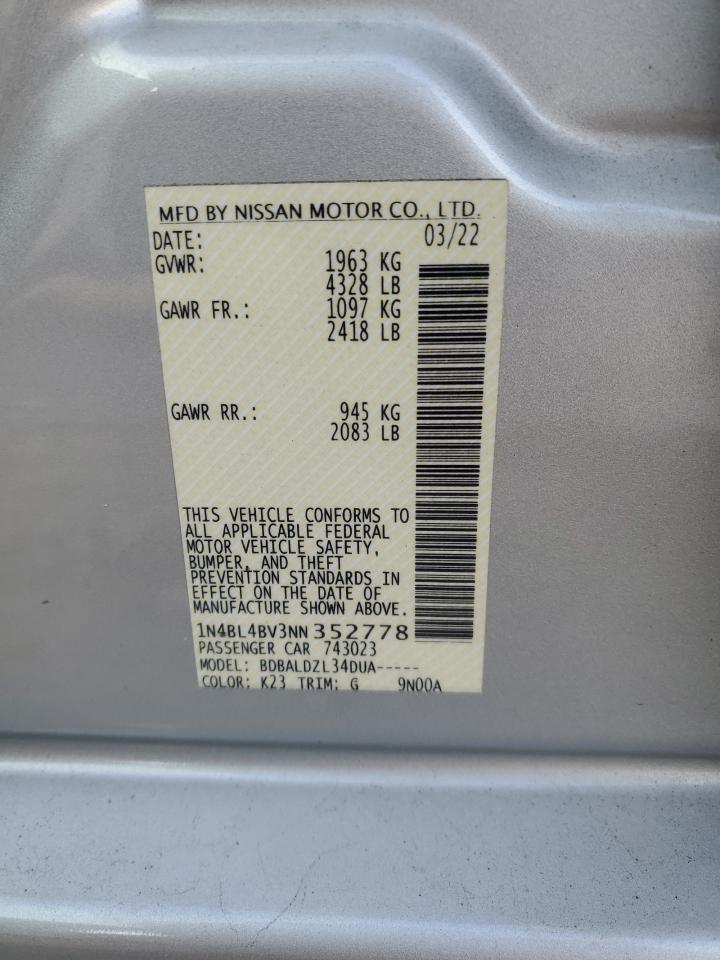 MFD BY NISSAN MOTOR CO., LTD.
DATE: 03/22
GVWR: 1963 KG
4328 LB
GAWR FR.: 1097 KG
2418 LB
GAWR RR.: 945 KG
2083 LB
THIS VEHICLE CONFORMS TO
ALL APPLICABLE FEDERAL
MOTOR VEHICLE SAFETY,
BUMPER, AND THEFT
PREVENTION STANDARDS IN
EFFECT ON THE DATE OF
MANUFACTURE SHOWN ABOVE.
1N4BL4BV3NN352778
PASSENGER CAR 743023
MODEL: BDBALDZL34DUA-----
COLOR: K23 TRIM: G 9N00A